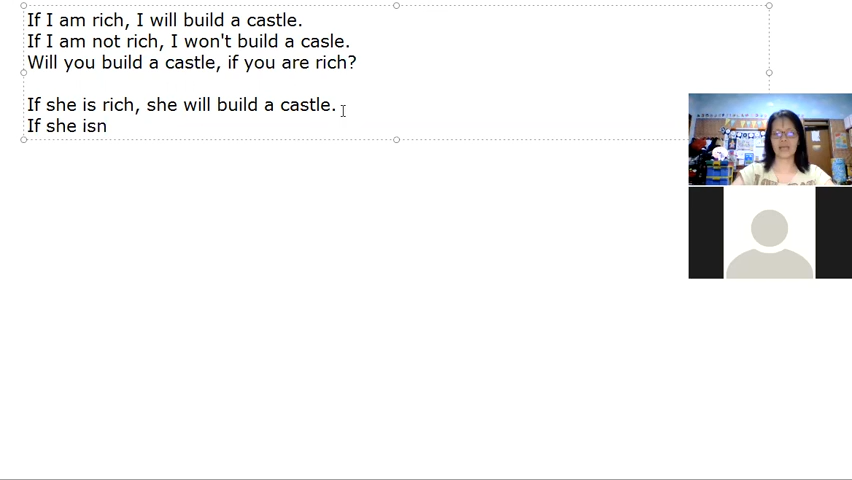 If I am rich, I will build a castle.
If I am not rich, I won't build a casle.
Will you build a castle, if you are rich?
If she is rich, she will build a castle.
If she isn